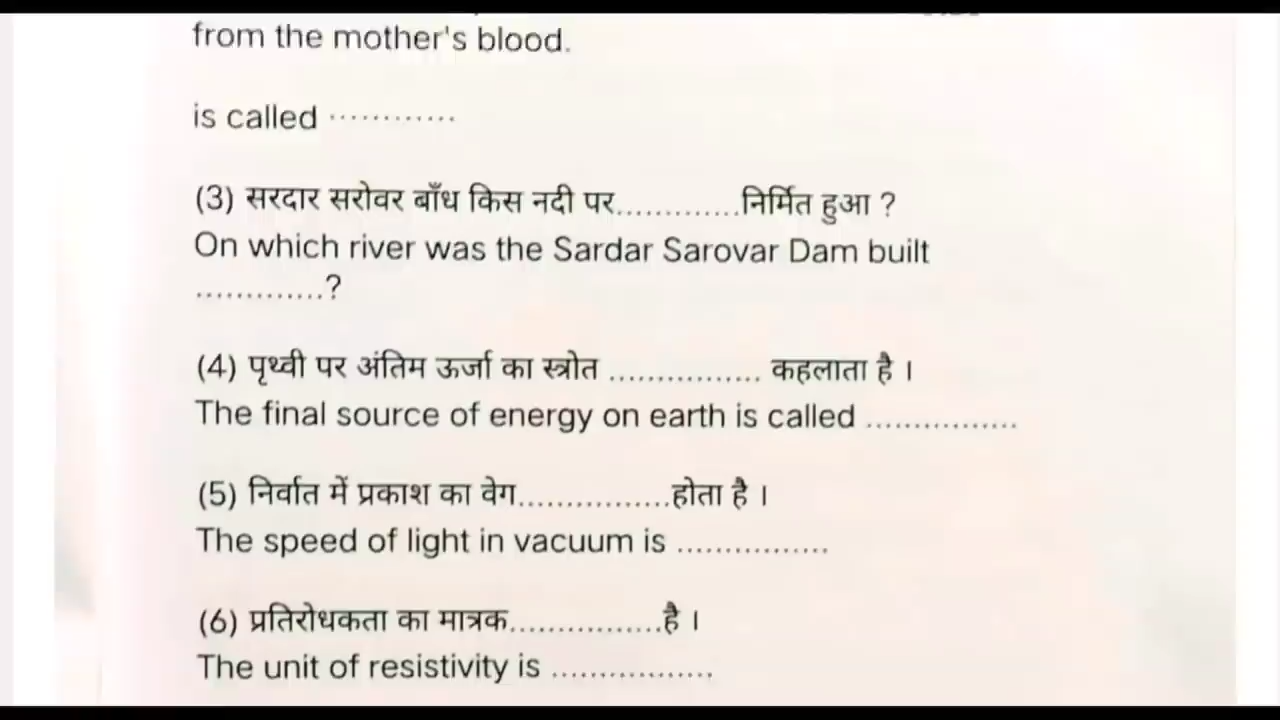 from the mother's blood.
is called ............
(3) सरदार सरोवर बाँध किस नदी पर.............निर्मित हुआ ?
On which river was the Sardar Sarovar Dam built
.............?
(4) पृथ्वी पर अंतिम ऊर्जा का स्त्रोत ................ कहलाता है ।
The final source of energy on earth is called ................
(5) निर्वात में प्रकाश का वेग................होता है ।
The speed of light in vacuum is ................
(6) प्रतिरोधकता का मात्रक................है ।
The unit of resistivity is .................